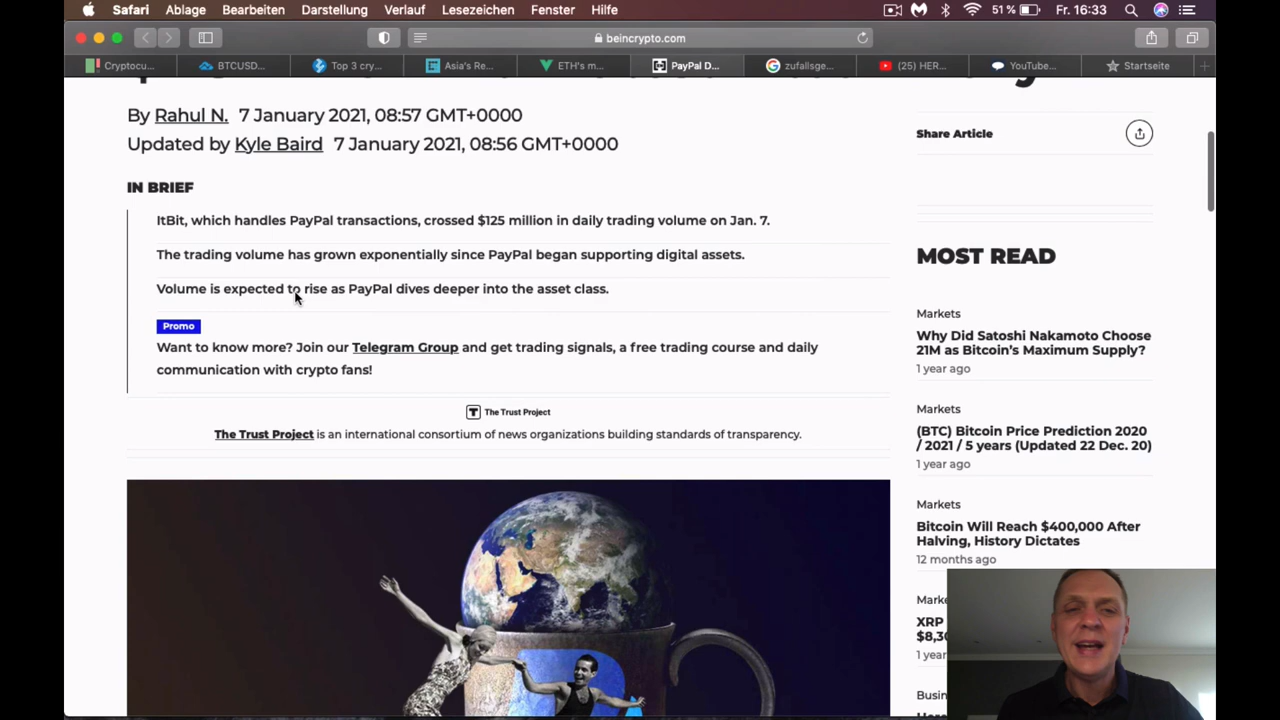 Safari Ablage Bearbeiten Darstellung Verlauf Lesezeichen Fenster Hilfe 51 % Fr. 16:33
beincrypto.com
Cryptocu... BTCUSD... Top 3 cry... Asia's Re... ETH's m... PayPal D... zufallsge... (25) HER... YouTube... Startseite
By Rahul N. 7 January 2021, 08:57 GMT+0000
Updated by Kyle Baird 7 January 2021, 08:56 GMT+0000
IN BRIEF
ItBit, which handles PayPal transactions, crossed $125 million in daily trading volume on Jan. 7.
The trading volume has grown exponentially since PayPal began supporting digital assets.
Volume is expected to rise as PayPal dives deeper into the asset class.
Promo
Want to know more? Join our Telegram Group and get trading signals, a free trading course and daily
communication with crypto fans!
The Trust Project
The Trust Project is an international consortium of news organizations building standards of transparency.
Share Article
MOST READ
Markets
Why Did Satoshi Nakamoto Choose
21M as Bitcoin's Maximum Supply?
1 year ago
Markets
(BTC) Bitcoin Price Prediction 2020
/ 2021 / 5 years (Updated 22 Dec. 20)
1 year ago
Markets
Bitcoin Will Reach $400,000 After
Halving, History Dictates
12 months ago
Marke
XRP
$8,30
1 year
Busin